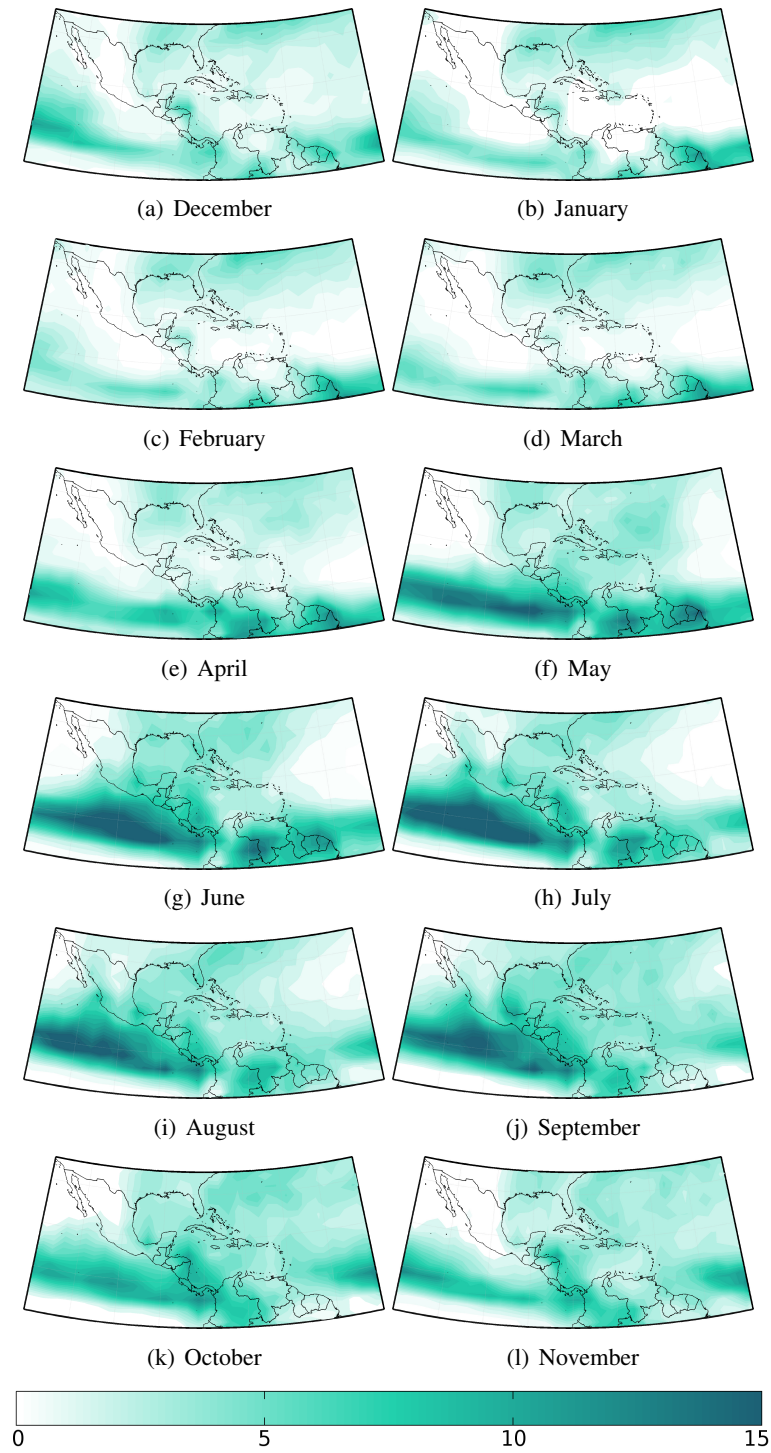 (a) December
(b) January
(c) February
(d) March
(e) April
(f) May
(g) June
(h) July
(i) August
(j) September
(k) October
(l) November
0 5 10 15